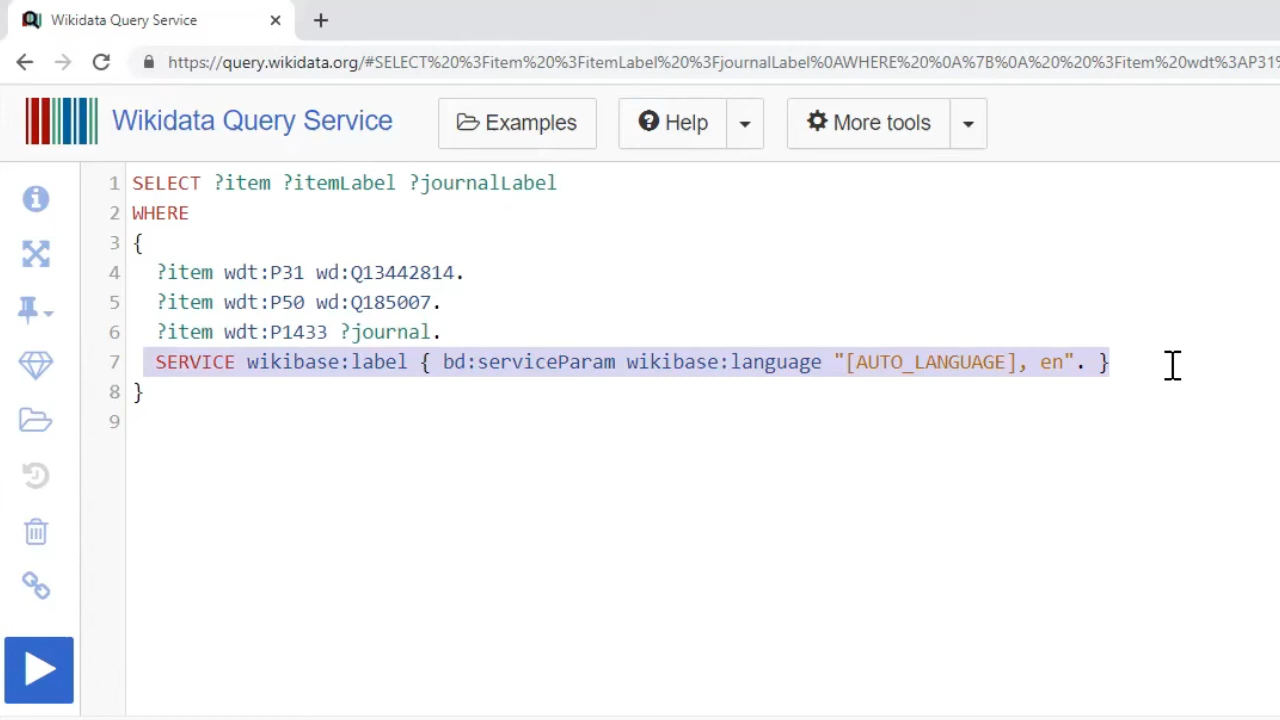 Wikidata Query Service
https://query.wikidata.org/#SELECT%20%3Fitem%20%3FitemLabel%20%3FjournalLabel%0AWHERE%20%0A%7B%0A%20%20%3Fitem%20wdt%3AP31%
Wikidata Query Service Examples Help More tools
1 SELECT ?item ?itemLabel ?journalLabel
2 WHERE
3 {
4 ?item wdt:P31 wd:Q13442814.
5 ?item wdt:P50 wd:Q185007.
6 ?item wdt:P1433 ?journal.
7 SERVICE wikibase:label { bd:serviceParam wikibase:language "[AUTO_LANGUAGE], en". }
8 }
9